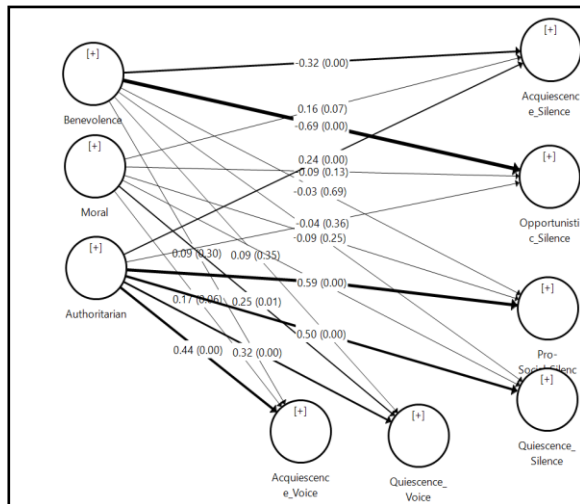 [+]
Benevolence
[+]
Moral
[+]
Authoritarian
-0.32 (0.00)
0.16 (0.07)
-0.69 (0.00)
0.24 (0.00)
0.09 (0.13)
-0.03 (0.69)
-0.04 (0.36)
-0.09 (0.25)
0.09 (0.30)
0.09 (0.35)
0.59 (0.00)
0.17 (0.06)
0.25 (0.01)
0.50 (0.00)
0.44 (0.00)
0.32 (0.00)
[+]
Acquiescenc
e_Silence
[+]
Opportunisti
c_Silence
[+]
Pro-
Social_Silenc
[+]
Quiescence_
Silence
[+]
Acquiescenc
e_Voice
[+]
Quiescence_
Voice